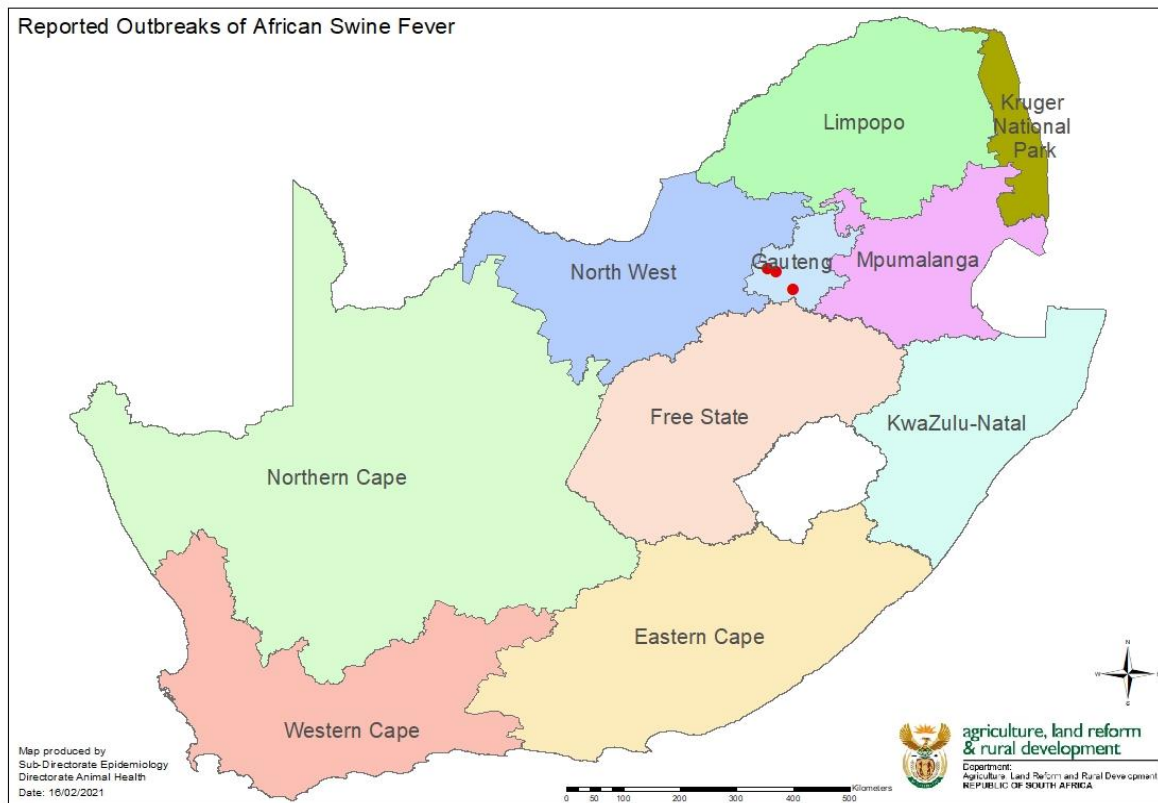 Reported Outbreaks of African Swine Fever
Limpopo
Kruger
National
Park
North West
Gauteng
Mpumalanga
Free State
KwaZulu-Natal
Northern Cape
Eastern Cape
Western Cape
N
W
S
Map produced by
Sub-Directorate Epidemiology
Directorate Animal Health
Date: 16/02/2021
Kilometers
0 50 100 200 300 400 500
agriculture, land reform
& rural development
Department:
Agriculture, Land Reform and Rural Development
REPUBLIC OF SOUTH AFRICA